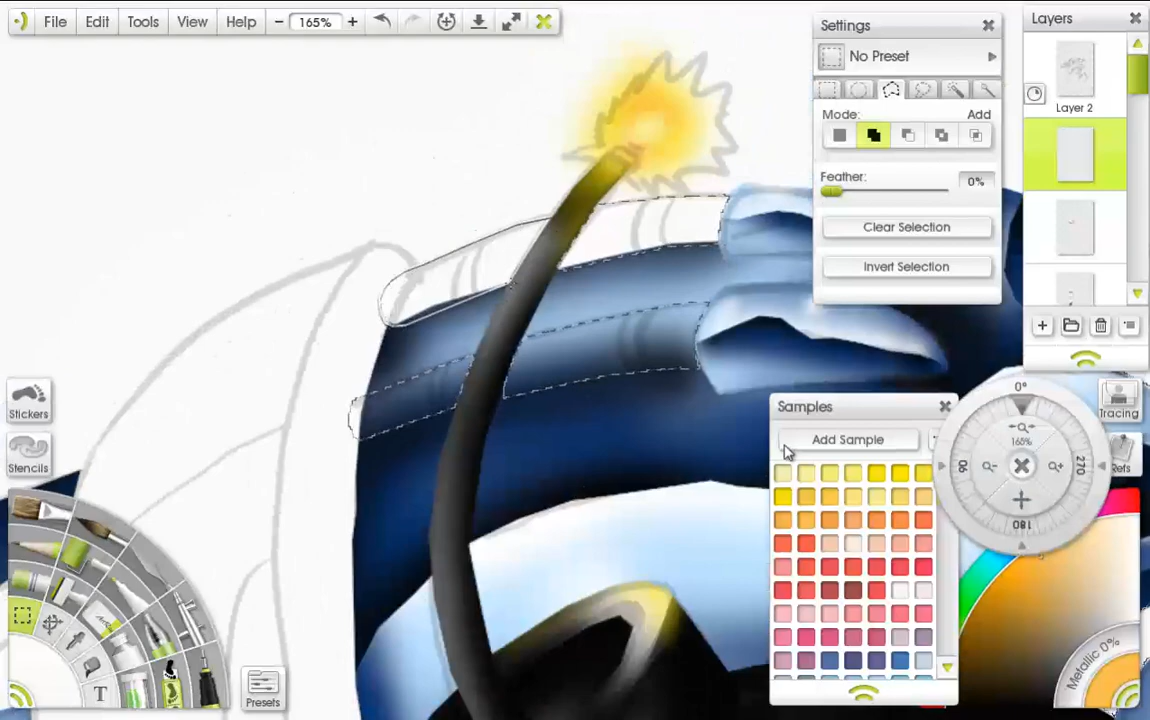 File Edit Tools View Help 165%
Settings
No Preset
Mode: Add
Feather: 0%
Clear Selection
Invert Selection
Layers
Layer 2
Stickers
Stencils
Presets
Samples
Add Sample
0°
165%
90
270
180
Tracing
Refs
Metallic 0%
T